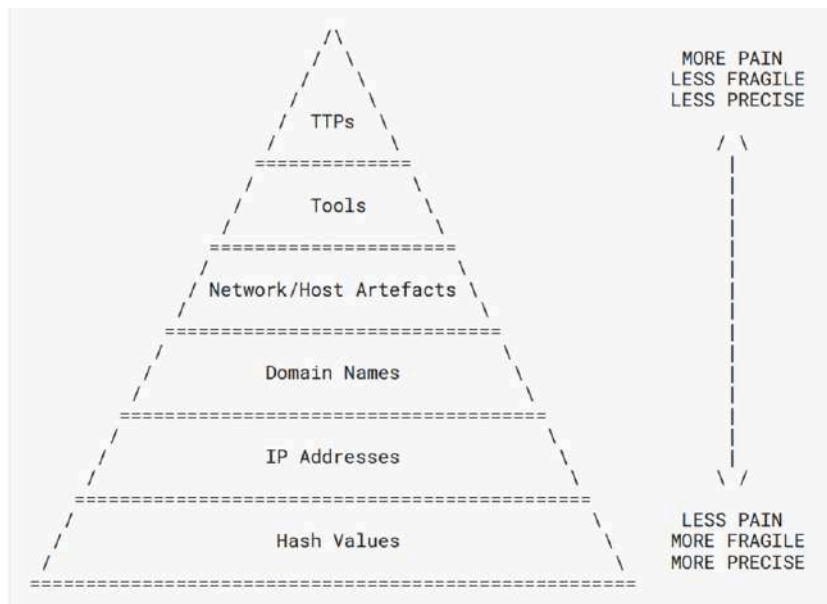 TTPs
Tools
Network/Host Artefacts
Domain Names
IP Addresses
Hash Values
MORE PAIN
LESS FRAGILE
LESS PRECISE
LESS PAIN
MORE FRAGILE
MORE PRECISE